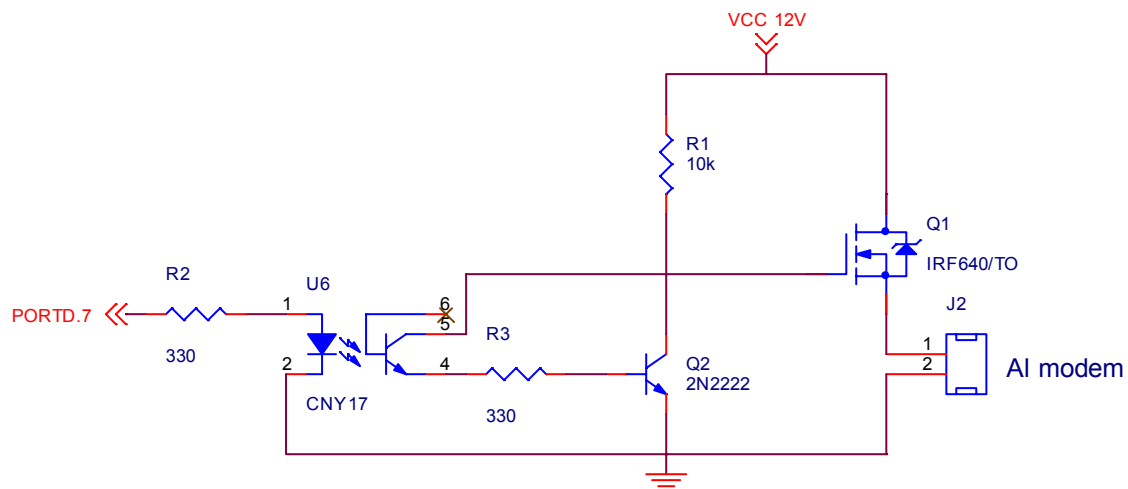 VCC 12V
R1
10k
Q1
IRF640/TO
J2
1
2
AI modem
R2
330
PORTD.7
U6
1
2
CNY17
6
5
4
R3
330
Q2
2N2222